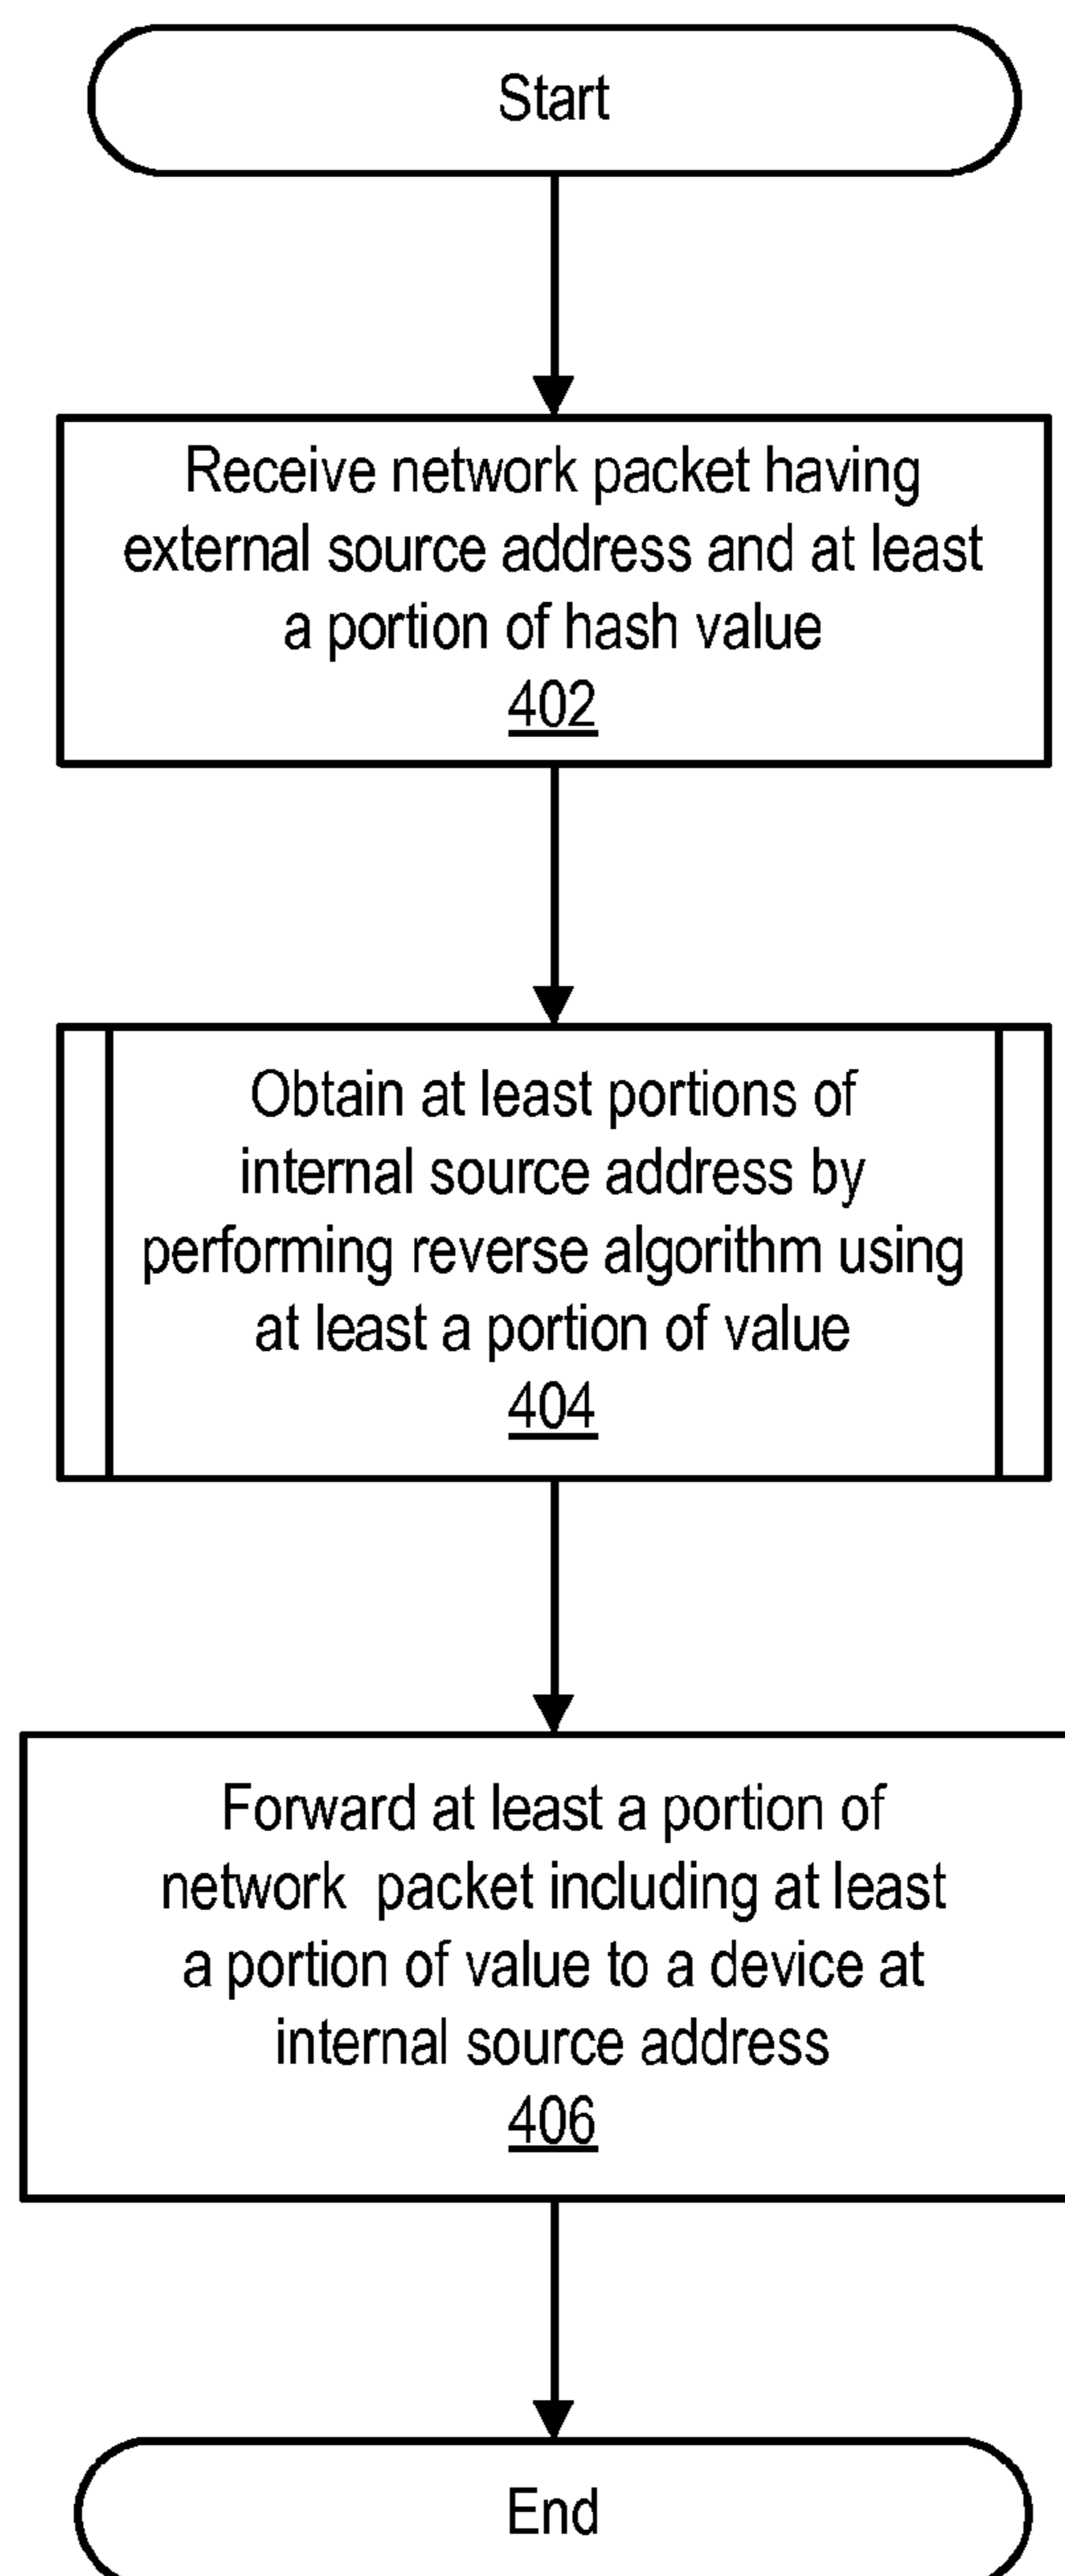 Start
Receive network packet having
external source address and at least
a portion of hash value
402
Obtain at least portions of
internal source address by
performing reverse algorithm using
at least a portion of value
404
Forward at least a portion of
network packet including at least
a portion of value to a device at
internal source address
406
End